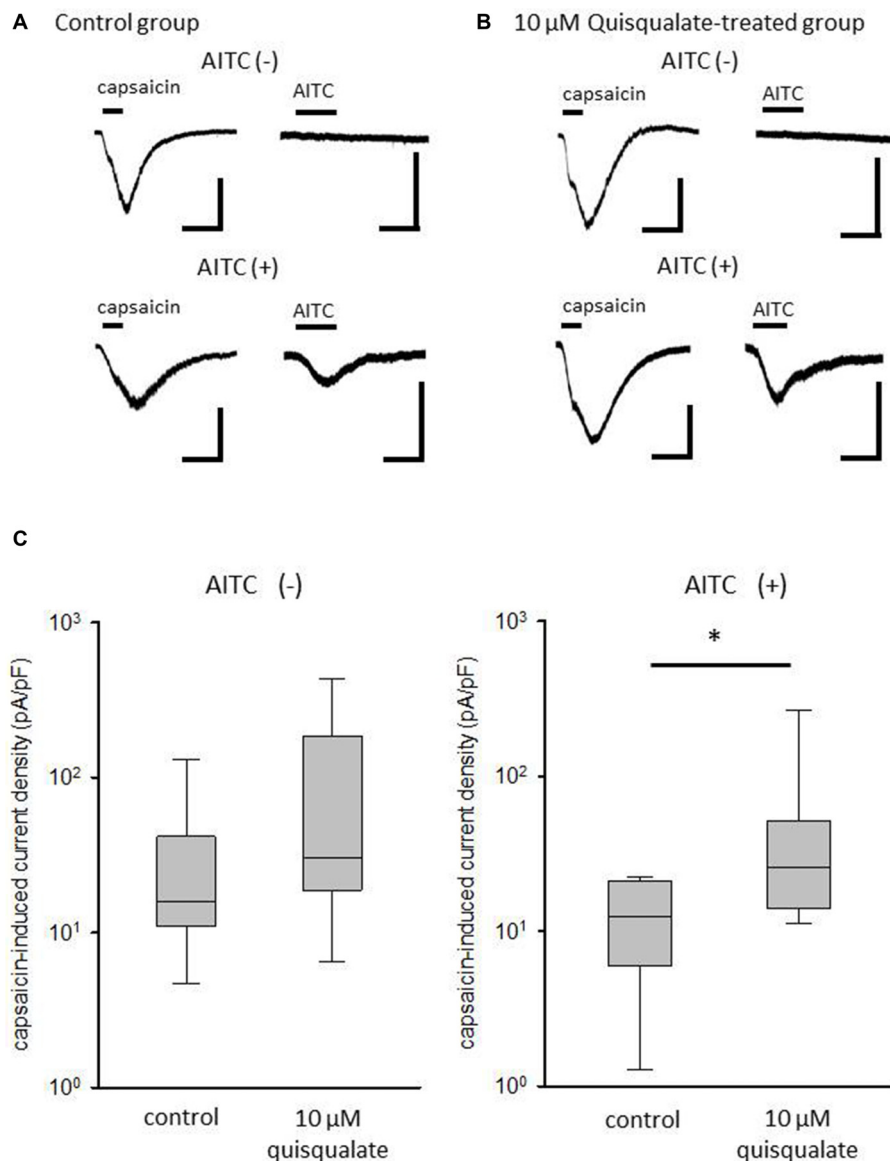 A Control group
B 10 µM Quisqualate-treated group
AITC (-)
capsaicin
AITC
AITC (-)
capsaicin
AITC
AITC (+)
capsaicin
AITC
AITC (+)
capsaicin
AITC
C
AITC (-)
capsaicin-induced current density (pA/pF)
10³
10²
10¹
10⁰
control
10 µM
quisqualate
AITC (+)
*
capsaicin-induced current density (pA/pF)
10³
10²
10¹
10⁰
control
10 µM
quisqualate